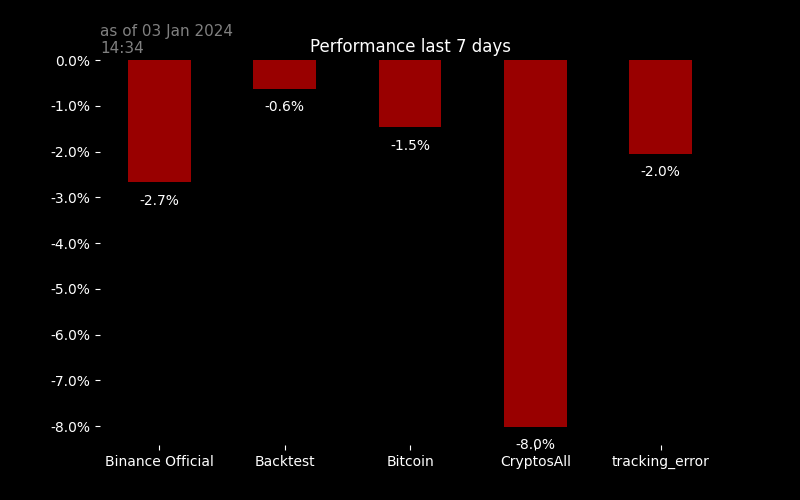 as of 03 Jan 2024
14:34
Performance last 7 days
0.0%
-1.0%
-2.0%
-3.0%
-4.0%
-5.0%
-6.0%
-7.0%
-8.0%
-2.7%
-0.6%
-1.5%
-8.0%
-2.0%
Binance Official
Backtest
Bitcoin
CryptosAll
tracking_error